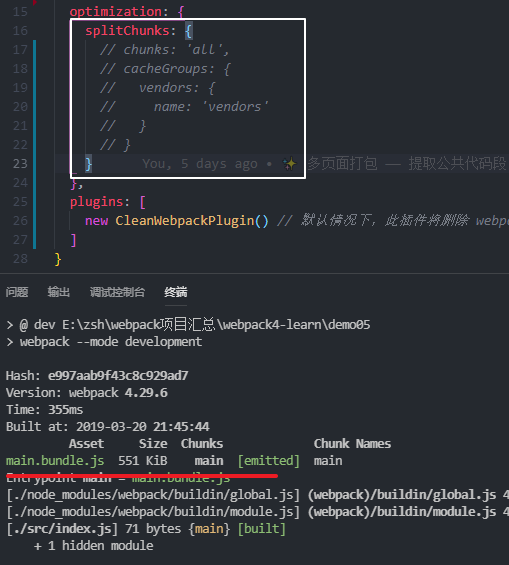 15 optimization: {
16 splitChunks: {
17 // chunks: 'all',
18 // cacheGroups: {
19 //   vendors: {
20 //     name: 'vendors'
21 //   }
22 // }
23 } You, 5 days ago • ✨ 多页面打包 —— 提取公共代码段
24 },
25 plugins: [
26 new CleanWebpackPlugin() // 默认情况下，此插件将删除 webpa
27 ]
28 }
问题 输出 调试控制台 终端
> @ dev E:\zsh\webpack项目汇总\webpack4-learn\demo05
> webpack --mode development
Hash: e997aab9f43c8c929ad7
Version: webpack 4.29.6
Time: 355ms
Built at: 2019-03-20 21:45:44
Asset Size Chunks Chunk Names
main.bundle.js 551 KiB main [emitted] main
Entrypoint main = main.bundle.js
[./node_modules/webpack/buildin/global.js] (webpack)/buildin/global.js 4
[./node_modules/webpack/buildin/module.js] (webpack)/buildin/module.js 4
[./src/index.js] 71 bytes {main} [built]
+ 1 hidden module